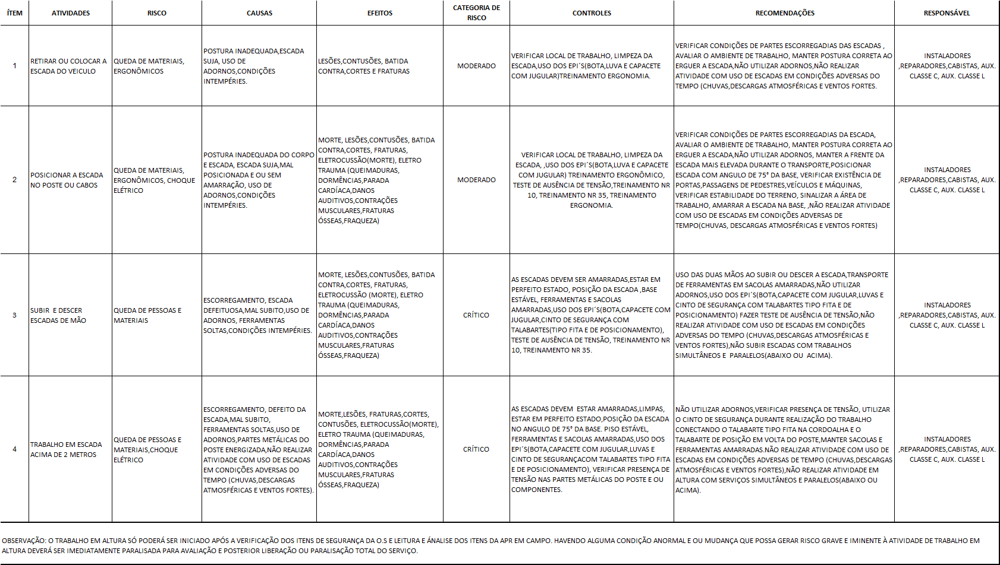 ÍTEM ATIVIDADES RISCO CAUSAS EFEITOS CATEGORIA DE RISCO CONTROLES RECOMENDAÇÕES RESPONSÁVEL
1
RETIRAR OU COLOCAR A
ESCADA DO VEICULO
QUEDA DE MATERIAIS,
ERGONÔMICOS
POSTURA INADEQUADA,ESCADA
SUJA, USO DE
ADORNOS,CONDIÇÕES
INTEMPÉRIES.
LESÕES,CONTUSÕES, BATIDA
CONTRA,CORTES E FRATURAS
MODERADO
VERIFICAR LOCAL DE TRABALHO, LIMPEZA DA
ESCADA,USO DOS EPI´S(BOTA,LUVA E CAPACETE
COM JUGULAR)TREINAMENTO ERGONOMIA.
VERIFICAR CONDIÇÕES DE PARTES ESCORREGADIAS DAS ESCADAS ,
AVALIAR O AMBIENTE DE TRABALHO, MANTER POSTURA CORRETA AO
ERGUER A ESCADA,NÃO UTILIZAR ADORNOS,NÃO REALIZAR
ATIVIDADE COM USO DE ESCADAS EM CONDIÇÕES ADVERSAS DO
TEMPO (CHUVAS,DESCARGAS ATMOSFÉRICAS E VENTOS FORTES.
INSTALADORES
,REPARADORES,CABISTAS, AUX.
CLASSE C, AUX. CLASSE L
2
POSICIONAR A ESCADA
NO POSTE OU CABOS
QUEDA DE MATERIAIS,
ERGONÔMICOS, CHOQUE
ELÉTRICO
POSTURA INADEQUADA DO CORPO
E ESCADA, ESCADA SUJA,MAL
POSICIONADA E OU SEM
AMARRAÇÃO, USO DE
ADORNOS,CONDIÇÕES
INTEMPÉRIES.
MORTE, LESÕES,CONTUSÕES, BATIDA
CONTRA,CORTES, FRATURAS,
ELETROCUSSÃO(MORTE), ELETRO
TRAUMA (QUEIMADURAS,
DORMÊNCIAS,PARADA
CARDÍACA,DANOS
AUDITIVOS,CONTRAÇÕES
MUSCULARES,FRATURAS
ÓSSEAS,FRAQUEZA)
MODERADO
VERIFICAR LOCAL DE TRABALHO, LIMPEZA DA
ESCADA, ,USO DOS EPI´S(BOTA,LUVA E CAPACETE
COM JUGULAR) TREINAMENTO ERGONÔMICO,
TESTE DE AUSÊNCIA DE TENSÃO,TREINAMENTO NR
10, TREINAMENTO NR 35, TREINAMENTO
ERGONOMIA.
VERIFICAR CONDIÇÕES DE PARTES ESCORREGADIAS DA ESCADA,
AVALIAR O AMBIENTE DE TRABALHO, MANTER POSTURA CORRETA AO
ERGUER A ESCADA,NÃO UTILIZAR ADORNOS, MANTER A FRENTE DA
ESCADA MAIS ELEVADA DURANTE O TRANSPORTE,POSICIONAR
ESCADA COM ANGULO DE 75° DA BASE, VERIFICAR EXISTÊNCIA DE
PORTAS,PASSAGENS DE PEDESTRES,VEÍCULOS E MÁQUINAS,
VERIFICAR ESTABILIDADE DO TERRENO, SINALIZAR A ÁREA DE
TRABALHO, AMARRAR A ESCADA NA BASE, ,NÃO REALIZAR ATIVIDADE
COM USO DE ESCADAS EM CONDIÇÕES ADVERSAS DE
TEMPO(CHUVAS, DESCARGAS ATMOSFÉRICAS E VENTOS FORTES)
INSTALADORES
,REPARADORES,CABISTAS, AUX.
CLASSE C, AUX. CLASSE L
3
SUBIR E DESCER
ESCADAS DE MÃO
QUEDA DE PESSOAS E
MATERIAIS
ESCORREGAMENTO, ESCADA
DEFEITUOSA,MAL SUBITO,USO DE
ADORNOS, FERRAMENTAS
SOLTAS,CONDIÇÕES INTEMPÉRIES.
MORTE, LESÕES,CONTUSÕES, BATIDA
CONTRA,CORTES, FRATURAS,
ELETROCUSSÃO (MORTE), ELETRO
TRAUMA (QUEIMADURAS,
DORMÊNCIAS,PARADA
CARDÍACA,DANOS
AUDITIVOS,CONTRAÇÕES
MUSCULARES,FRATURAS
ÓSSEAS,FRAQUEZA)
CRÍTICO
AS ESCADAS DEVEM SER AMARRADAS,ESTAR EM
PERFEITO ESTADO, POSIÇÃO DA ESCADA ,BASE
ESTÁVEL, FERRAMENTAS E SACOLAS
AMARRADAS,USO DOS EPI´S(BOTA,CAPACETE COM
JUGULAR,CINTO DE SEGURANÇA COM
TALABARTES(TIPO FITA E DE POSICIONAMENTO),
TESTE DE AUSÊNCIA DE TENSÃO, TREINAMENTO NR
10, TREINAMENTO NR 35.
USO DAS DUAS MÃOS AO SUBIR OU DESCER A ESCADA,TRANSPORTE
DE FERRAMENTAS EM SACOLAS AMARRADAS,NÃO UTILIZAR
ADORNOS,USO DOS EPI´S(BOTA,CAPACETE COM JUGULAR,LUVAS E
CINTO DE SEGURANÇA COM TALABARTES TIPO FITA E DE
POSICIONAMENTO) FAZER TESTE DE AUSÊNCIA DE TENSÃO,NÃO
REALIZAR ATIVIDADE COM USO DE ESCADAS EM CONDIÇÕES
ADVERSAS DO TEMPO (CHUVAS,DESCARGAS ATMOSFÉRICAS E
VENTOS FORTES),NÃO SUBIR ESCADAS COM TRABALHOS
SIMULTÂNEOS E PARALELOS(ABAIXO OU ACIMA).
INSTALADORES
,REPARADORES,CABISTAS, AUX.
CLASSE C, AUX. CLASSE L
4
TRABALHO EM ESCADA
ACIMA DE 2 METROS
QUEDA DE PESSOAS E
MATERIAIS,CHOQUE
ELÉTRICO
ESCORREGAMENTO, DEFEITO DA
ESCADA,MAL SUBITO,
FERRAMENTAS SOLTAS,USO DE
ADORNOS,PARTES METÁLICAS DO
POSTE ENERGIZADA,NÃO REALIZAR
ATIVIDADE COM USO DE ESCADAS
EM CONDIÇÕES ADVERSAS DO
TEMPO (CHUVAS,DESCARGAS
ATMOSFÉRICAS E VENTOS FORTES).
MORTE,LESÕES, FRATURAS,CORTES,
CONTUSÕES, ELETROCUSSÃO(MORTE),
ELETRO TRAUMA (QUEIMADURAS,
DORMÊNCIAS,PARADA
CARDÍACA,DANOS
AUDITIVOS,CONTRAÇÕES
MUSCULARES,FRATURAS
ÓSSEAS,FRAQUEZA)
CRÍTICO
AS ESCADAS DEVEM ESTAR AMARRADAS,LIMPAS,
ESTAR EM PERFEITO ESTADO,POSIÇÃO DA ESCADA
NO ANGULO DE 75° DA BASE. PISO ESTÁVEL,
FERRAMENTAS E SACOLAS AMARRADAS,USO DOS
EPI´S(BOTA,CAPACETE COM JUGULAR,LUVAS E
CINTO DE SEGURANÇACOM TALABARTES TIPO FITA
E DE POSICIONAMENTO), VERIFICAR PRESENÇA DE
TENSÃO NAS PARTES METÁLICAS DO POSTE E OU
COMPONENTES.
NÃO UTILIZAR ADORNOS,VERIFICAR PRESENÇA DE TENSÃO, UTILIZAR
O CINTO DE SEGURANÇA DURANTE REALIZAÇÃO DO TRABALHO
CONECTANDO O TALABARTE TIPO FITA NA CORDOALHA E O
TALABARTE DE POSIÇÃO EM VOLTA DO POSTE,MANTER SACOLAS E
FERRAMENTAS AMARRADAS.NÃO REALIZAR ATIVIDADE COM USO DE
ESCADAS EM CONDIÇÕES ADVERSAS DE TEMPO (CHUVAS,DESCARGAS
ATMOSFÉRICAS E VENTOS FORTES),NÃO REALIZAR ATIVIDADE EM
ALTURA COM SERVIÇOS SIMULTÂNEOS E PARALELOS(ABAIXO OU
ACIMA).
INSTALADORES
,REPARADORES,CABISTAS, AUX.
CLASSE C, AUX. CLASSE L
OBSERVAÇÃO: O TRABALHO EM ALTURA SÓ PODERÁ SER INICIADO APÓS A VERIFICAÇÃO DOS ITENS DE SEGURANÇA DA O.S E LEITURA E ÁNALISE DOS ITENS DA APR EM CAMPO. HAVENDO ALGUMA CONDIÇÃO ANORMAL E OU MUDANÇA QUE POSSA GERAR RISCO GRAVE E IMINENTE À ATIVIDADE DE TRABALHO EM
ALTURA DEVERÁ SER IMEDIATAMENTE PARALISADA PARA AVALIAÇÃO E POSTERIOR LIBERAÇÃO OU PARALISAÇÃO TOTAL DO SERVIÇO.